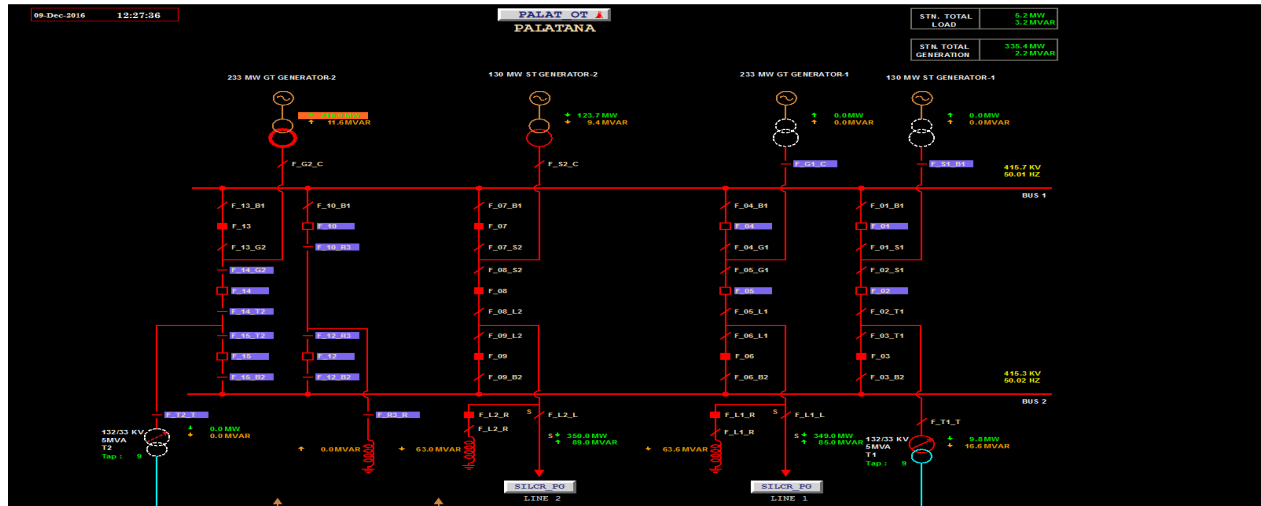 09-Dec-2016 12:27:36
PALAT OT
PALATANA
STN. TOTAL LOAD 5.2 MW 3.2 MVAR
STN. TOTAL GENERATION 335.4 MW 2.2 MVAR
233 MW GT GENERATOR-2
130 MW ST GENERATOR-2
233 MW GT GENERATOR-1
130 MW ST GENERATOR-1
11.6 MVAR
123.7 MW
9.4 MVAR
0.0 MW
0.0 MVAR
0.0 MW
0.0 MVAR
F_G2_C
F_S2_C
F_G1_C
F_S1_B1
415.7 KV
50.01 HZ
BUS 1
F_13_B1 F_10_B1 F_07_B1 F_04_B1 F_01_B1
F_13 F_10 F_07 F_04 F_01
F_13_G2 F_10_R3 F_07_S2 F_04_G1 F_01_S1
F_14_G2 F_08_S2 F_05_G1 F_02_S1
F_14 F_08 F_05 F_02
F_14_T2 F_08_L2 F_05_L1 F_02_T1
F_15_T2 F_12_R3 F_09_L2 F_06_L1 F_03_T1
F_15 F_12 F_09 F_06 F_03
F_15_B2 F_12_B2 F_09_B2 F_06_B2 F_03_B2
415.3 KV
50.02 HZ
BUS 2
F_T2_T F_R3_R F_L2_R S F_L2_L F_L1_R S F_L1_L F_T1_T
F_L2_R F_L1_R
132/33 KV
5MVA
T2
Tap : 9
0.0 MW
0.0 MVAR
0.0 MVAR
63.0 MVAR
S 350.0 MW
89.0 MVAR
63.6 MVAR
S 349.0 MW
85.0 MVAR
132/33 KV
5MVA
T1
Tap : 9
9.8 MW
16.6 MVAR
SILCR_PG
LINE 2
SILCR_PG
LINE 1